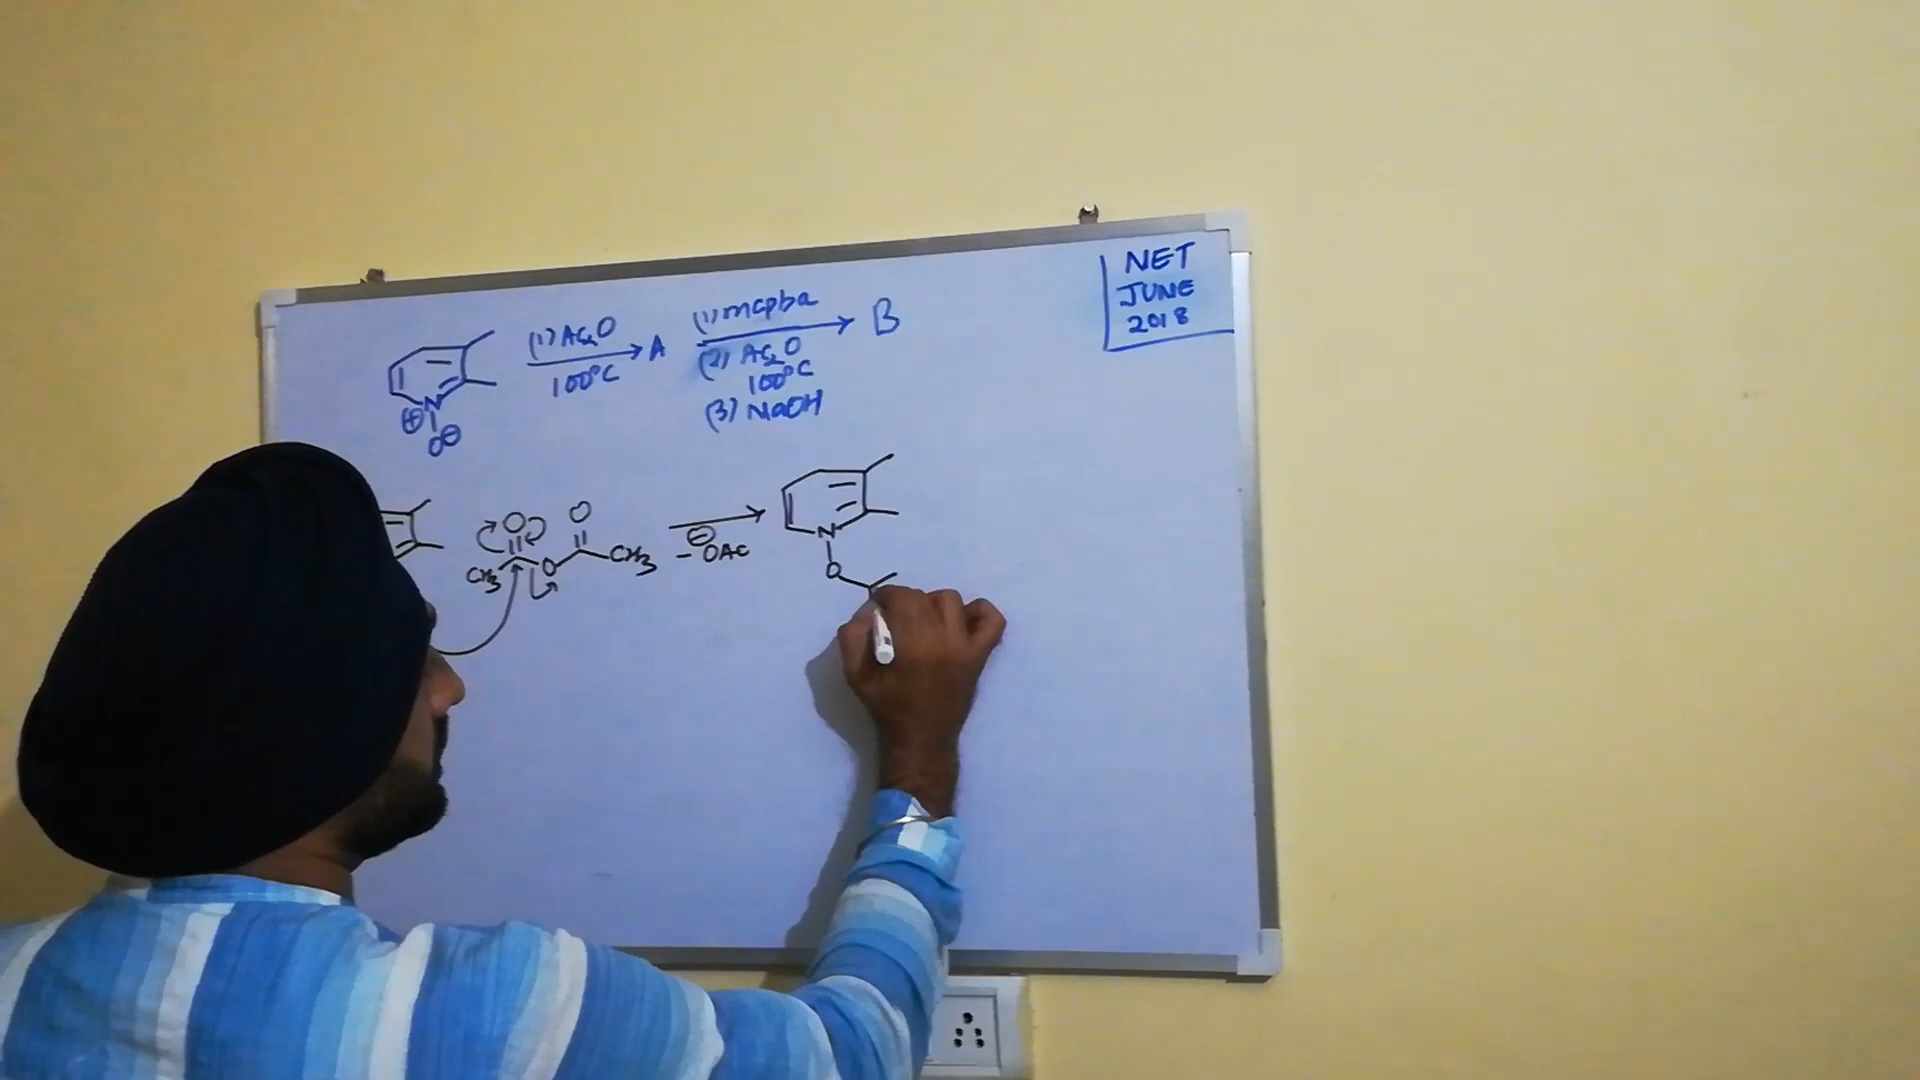 NET
JUNE
2018
(1) Ac₂O
100°C
A
(1) mcpba
(2) Ac₂O
100°C
(3) NaOH
B
N
⊕
O⊖
O
O
CH₃
O
CH₃
⊖
- OAc
N
O